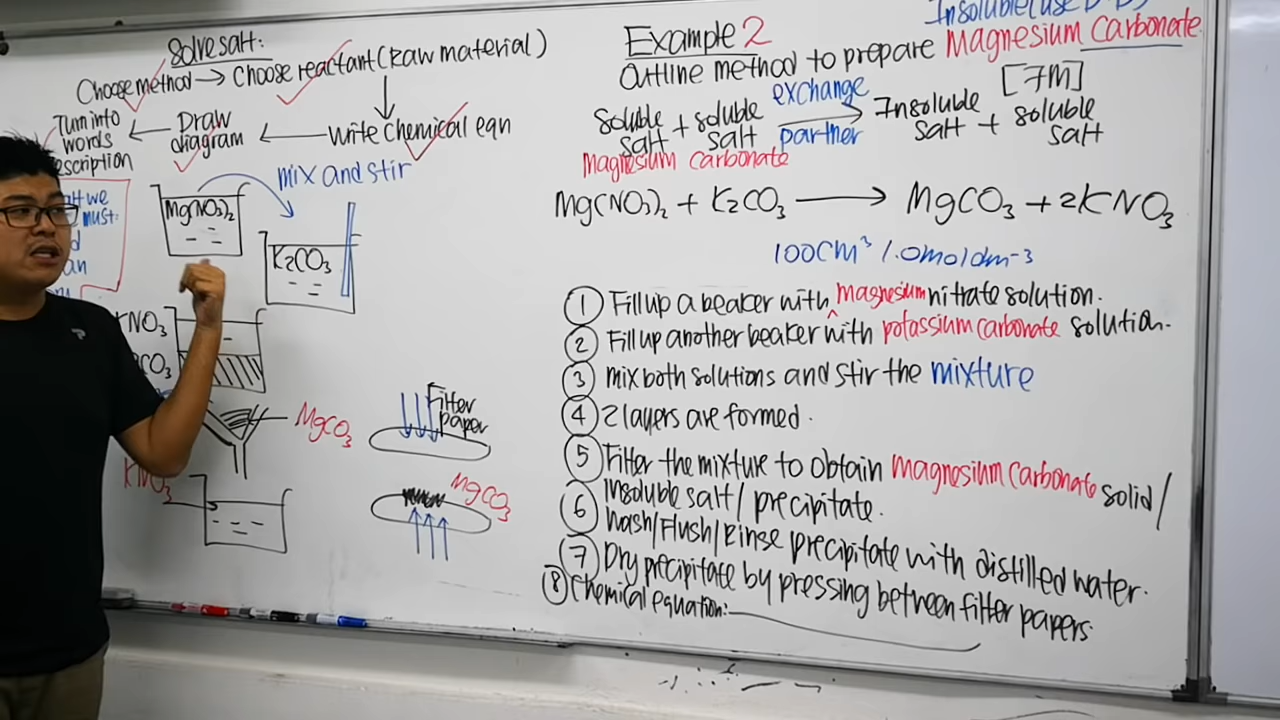 Solve salt:
Choose method → Choose reactant (Raw material)
Write Chemical eqn
Draw diagram
Turn into words
mix and stir
Mg(NO3)2
K2CO3
MgCO3
Filter paper
MgCO3
Insoluble (use
Example 2
Outline method to prepare Magnesium Carbonate
[7M]
Soluble salt + soluble salt exchange partner → Insoluble salt + soluble salt
Magnesium carbonate
Mg(NO3)2 + K2CO3 → MgCO3 + 2KNO3
100cm3 1.0mol dm-3
① Fill up a beaker with magnesium nitrate solution.
② Fill up another beaker with potassium carbonate solution.
③ mix both solutions and stir the mixture
④ 2 layers are formed.
⑤ Filter the mixture to obtain magnesium carbonate solid/
insoluble salt/ precipitate.
⑥ Wash/Flush/Rinse precipitate with distilled water.
⑦ Dry precipitate by pressing between filter papers
⑧ Chemical equation: